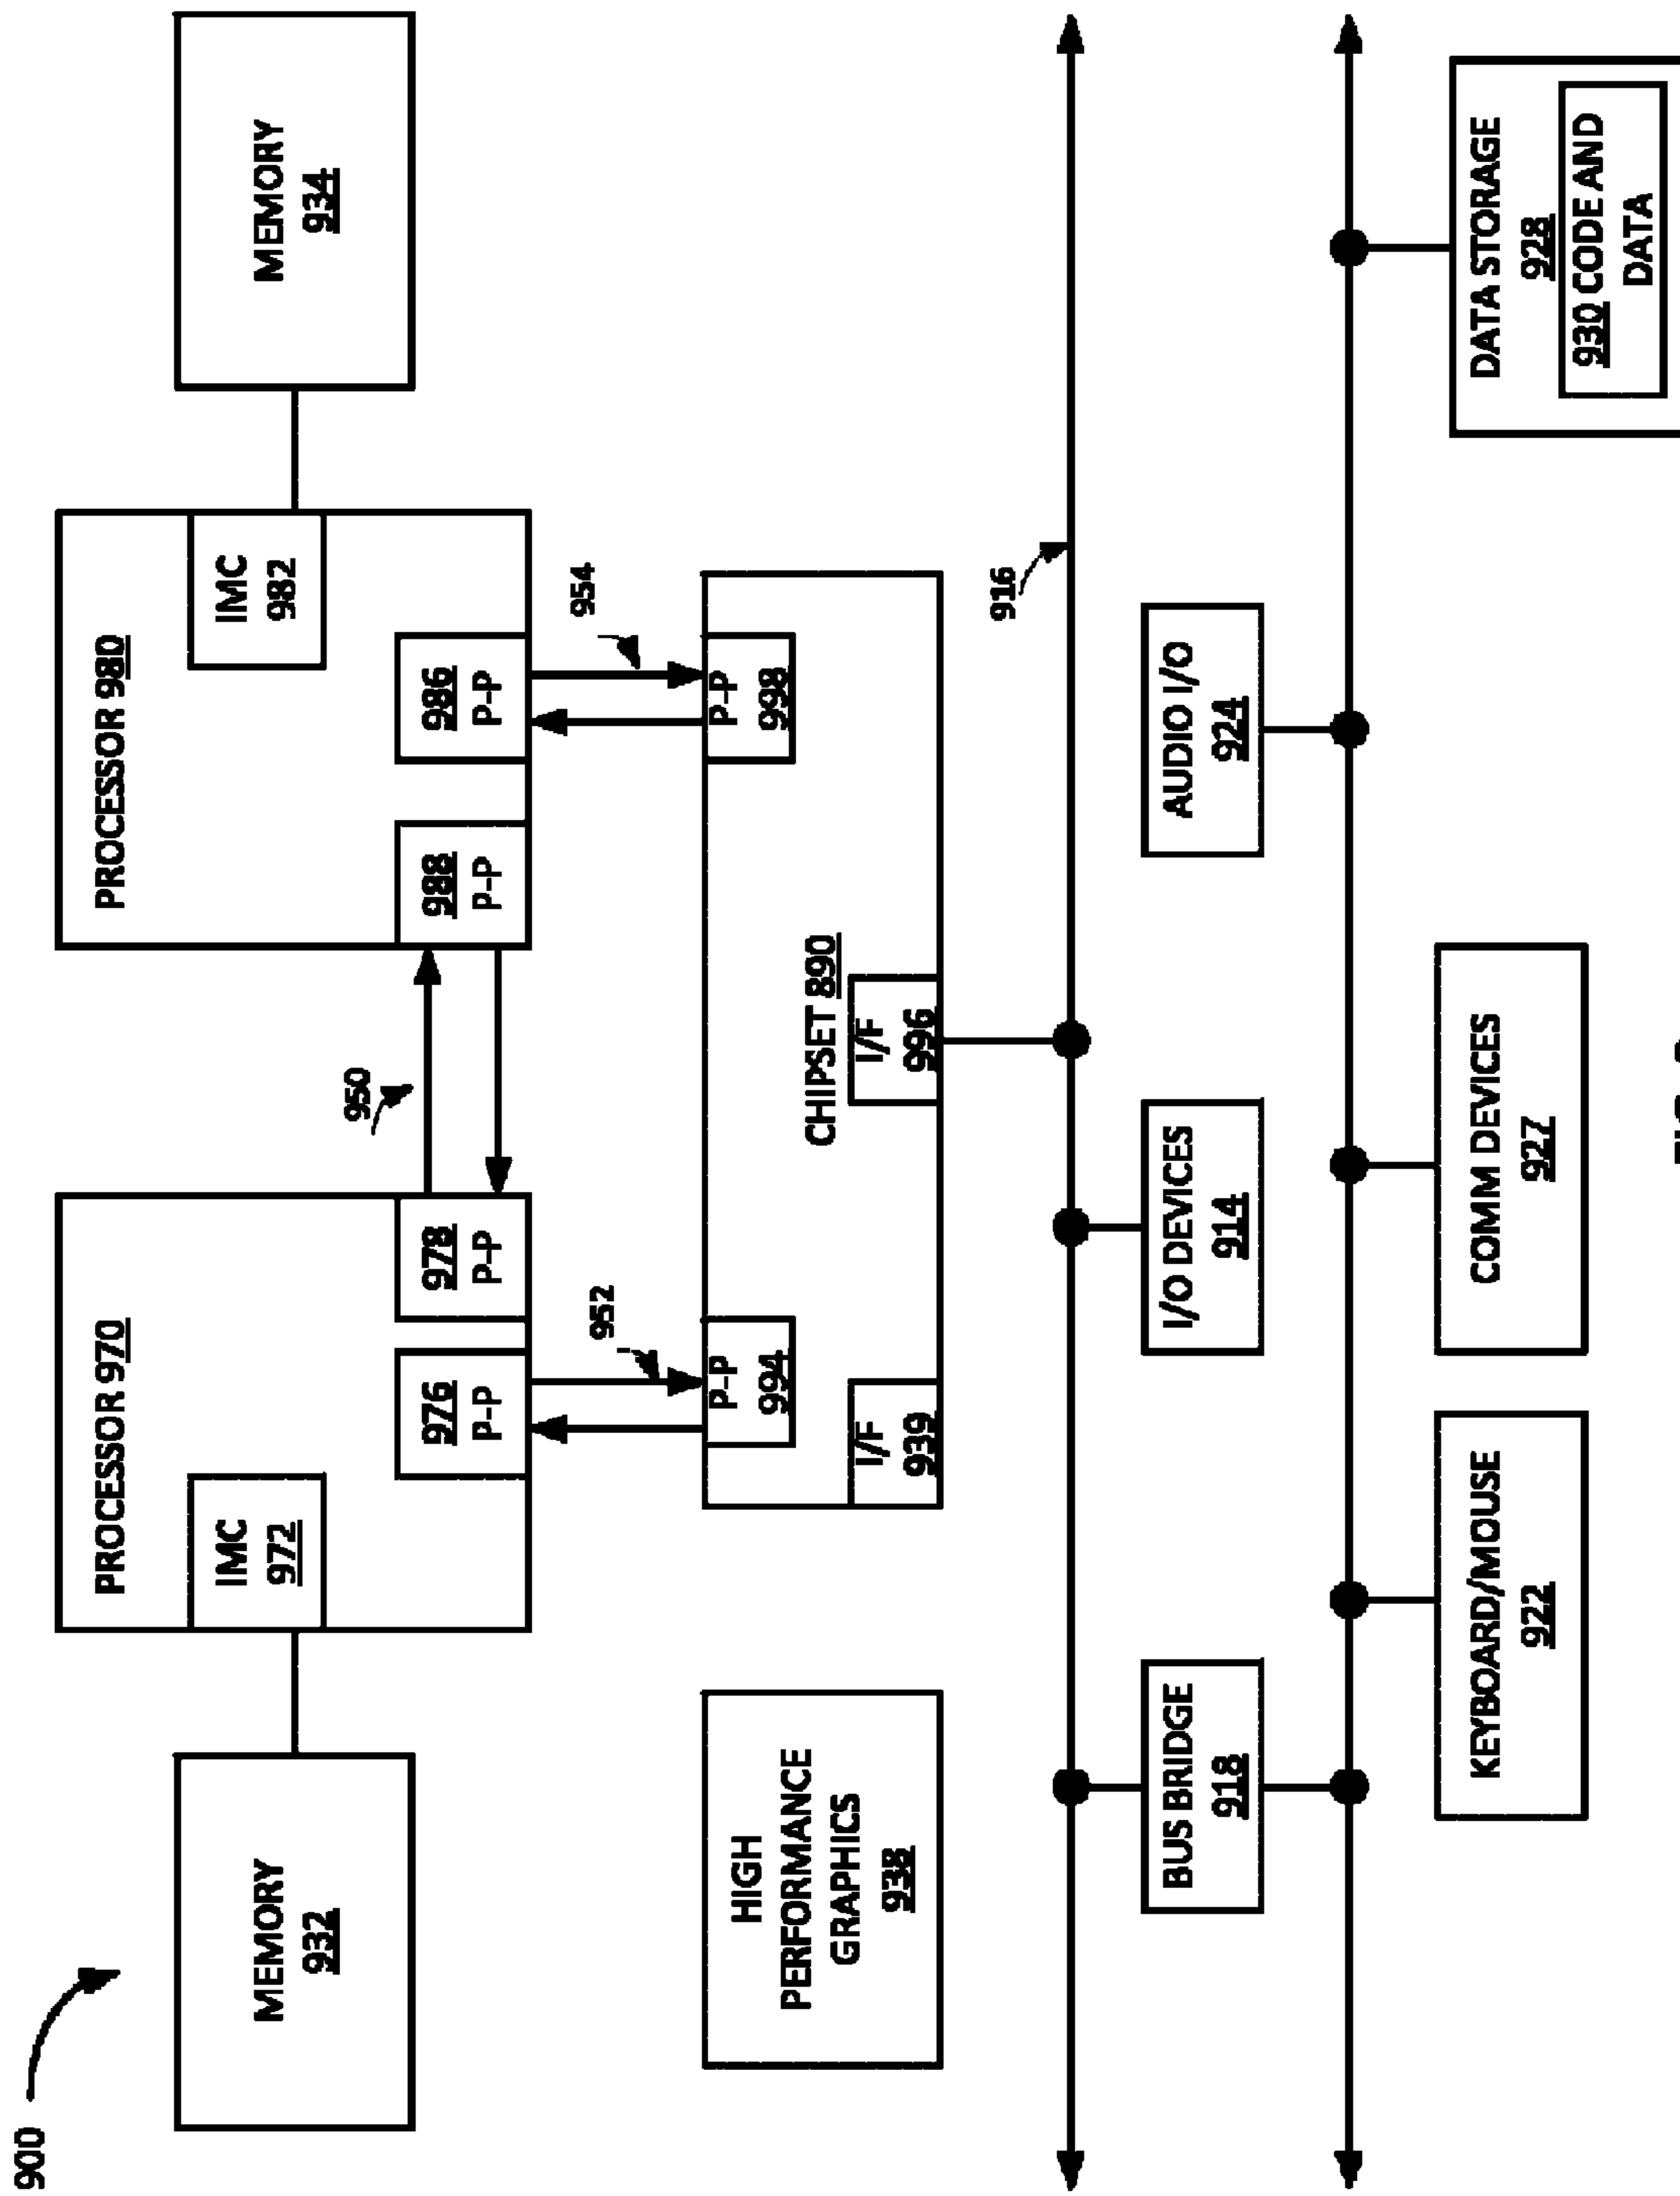 900
MEMORY
932
PROCESSOR 970
IMC
972
976
P-P
978
P-P
950
PROCESSOR 980
988
P-P
986
P-P
IMC
982
MEMORY
934
952
954
HIGH
PERFORMANCE
GRAPHICS
938
P-P
994
I/F
939
CHIPSET 890
I/F
996
P-P
998
916
BUS BRIDGE
918
I/O DEVICES
914
AUDIO I/O
924
KEYBOARD/MOUSE
922
COMM DEVICES
927
DATA STORAGE
928
930 CODE AND
DATA